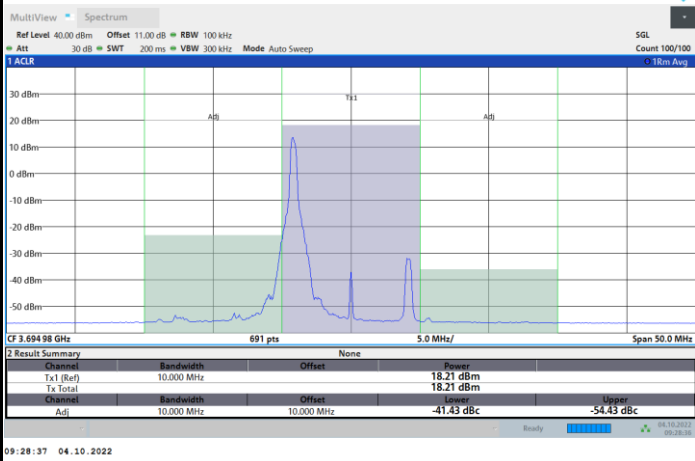 MultiView Spectrum
Ref Level 40.00 dBm Offset 11.00 dB RBW 100 kHz SGL
Att 30 dB SWT 200 ms VBW 300 kHz Mode Auto Sweep Count 100/100
1 ACLR 1Rm Avg
30 dBm
Tx1
20 dBm
Adj Adj
10 dBm
0 dBm
-10 dBm
-20 dBm
-30 dBm
-40 dBm
-50 dBm
CF 3.694 98 GHz 691 pts 5.0 MHz/ Span 50.0 MHz
2 Result Summary None
Channel Bandwidth Offset Power
Tx1 (Ref) 10.000 MHz 18.21 dBm
Tx Total 18.21 dBm
Channel Bandwidth Offset Lower Upper
Adj 10.000 MHz 10.000 MHz -41.43 dBc -54.43 dBc
Ready 04.10.2022
09:28:36
09:28:37 04.10.2022